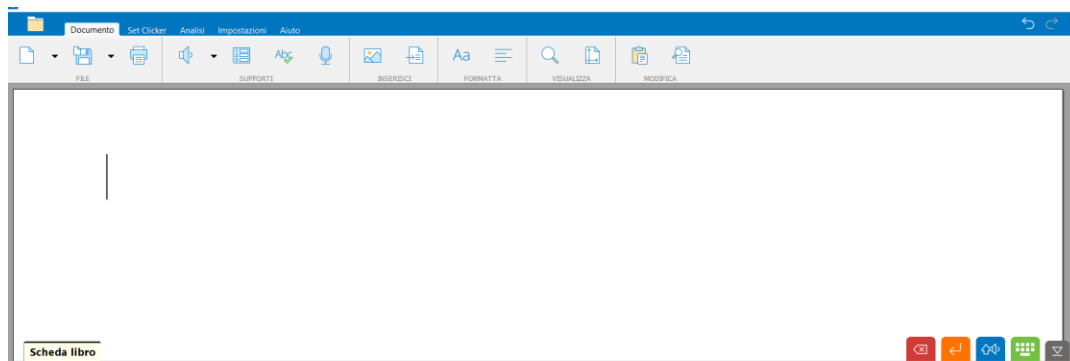 Documento Set Clicker Analisi Impostazioni Aiuto
Abc Aa
FILE SUPPORTI INSERISCI FORMATTA VISUALIZZA MODIFICA
Scheda libro